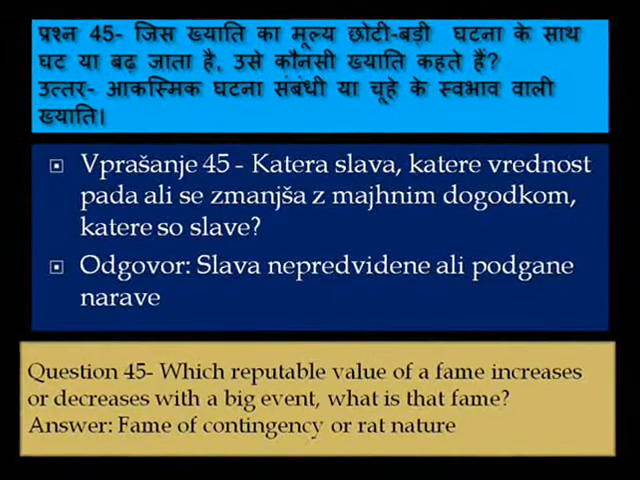 प्रश्न 45- जिस ख्याति का मूल्य छोटी-बड़ी घटना के साथ
घट या बढ़ जाता है, उसे कौनसी ख्याति कहते हैं?
उत्तर- आकस्मिक घटना संबंधी या चूहे के स्वभाव वाली
ख्याति।
Vprašanje 45 - Katera slava, katere vrednost
pada ali se zmanjša z majhnim dogodkom,
katere so slave?
Odgovor: Slava nepredvidene ali podgane
narave
Question 45- Which reputable value of a fame increases
or decreases with a big event, what is that fame?
Answer: Fame of contingency or rat nature